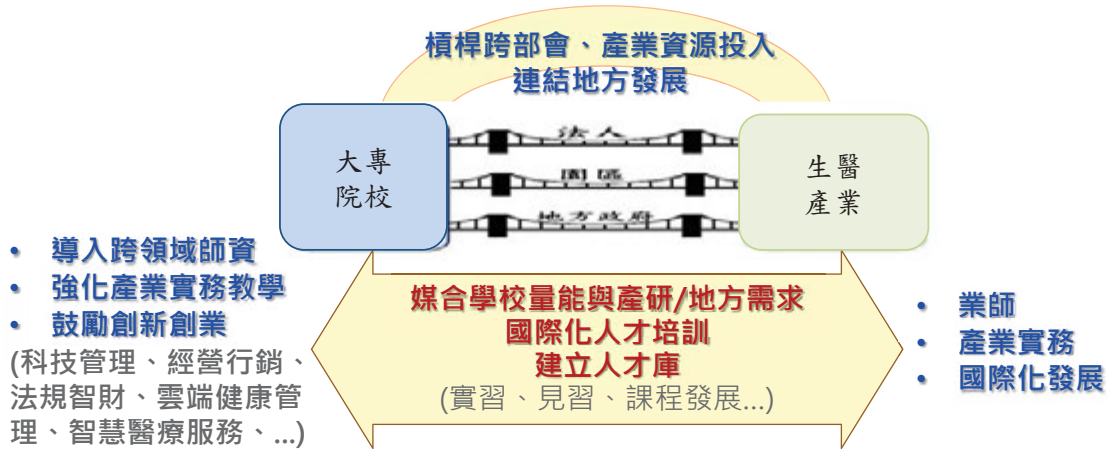 槓桿跨部會、產業資源投入
連結地方發展
大專
院校
法人
園區
地方政府
生醫
產業
• 導入跨領域師資
• 強化產業實務教學
• 鼓勵創新創業
(科技管理、經營行銷、
法規智財、雲端健康管
理、智慧醫療服務、...)
媒合學校量能與產研/地方需求
國際化人才培訓
建立人才庫
(實習、見習、課程發展...)
• 業師
• 產業實務
• 國際化發展